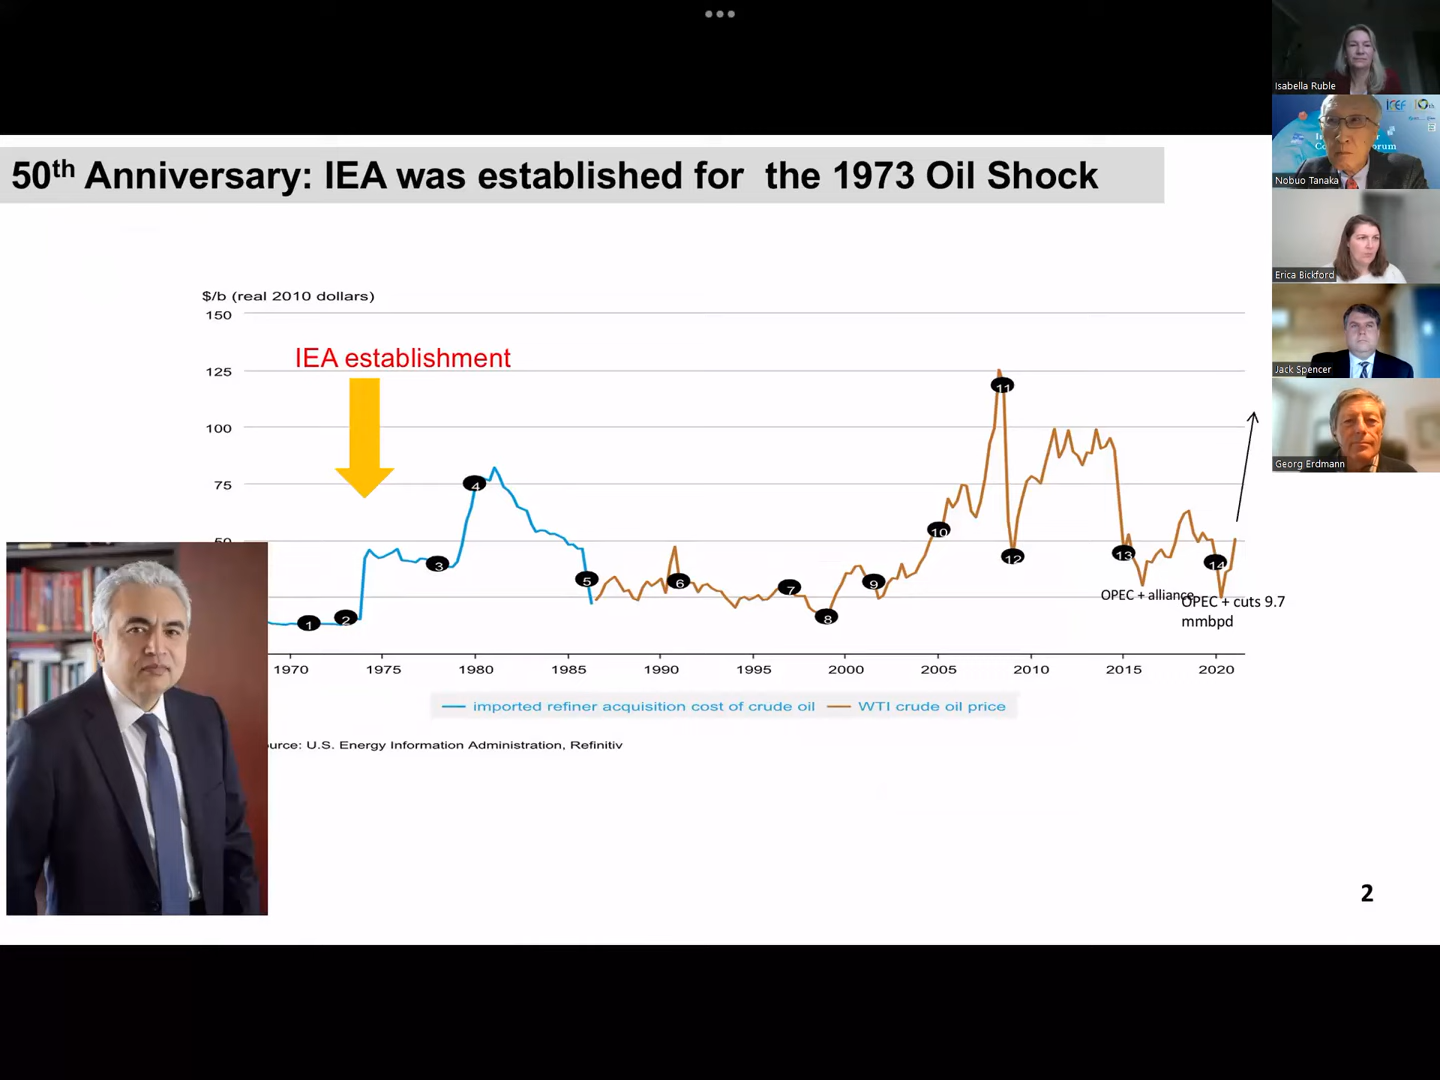 50th Anniversary: IEA was established for the 1973 Oil Shock
$/b (real 2010 dollars)
150
IEA establishment
125
100
75
50
1
2
3
4
5
6
7
8
9
10
11
12
13
14
OPEC + alliance
OPEC + cuts 9.7
mmbpd
1970 1975 1980 1985 1990 1995 2000 2005 2010 2015 2020
imported refiner acquisition cost of crude oil WTI crude oil price
urce: U.S. Energy Information Administration, Refinitiv
2
Isabella Ruble
ICEF 10th
Nobuo Tanaka
Erica Bickford
Jack Spencer
Georg Erdmann